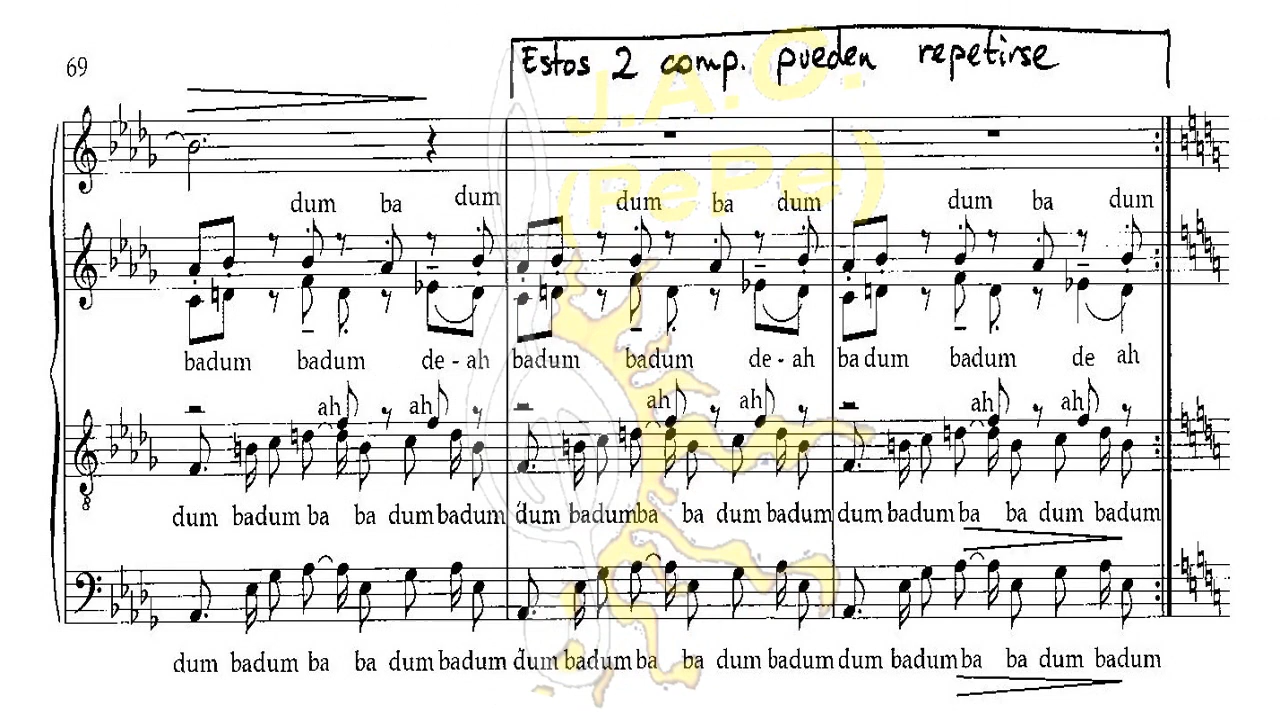 Estos 2 comp. pueden repetirse
69
J.A.C.
(PePe)
dum ba dum dum ba dum dum ba dum
badum badum de - ah badum badum de - ah ba dum badum de ah
ah ah ah ah ah ah
8
dum badum ba ba dum badum dum badum ba ba dum badum dum badum ba ba dum badum
dum badum ba ba dum badum dum badum ba ba dum badum dum badum ba ba dum badum